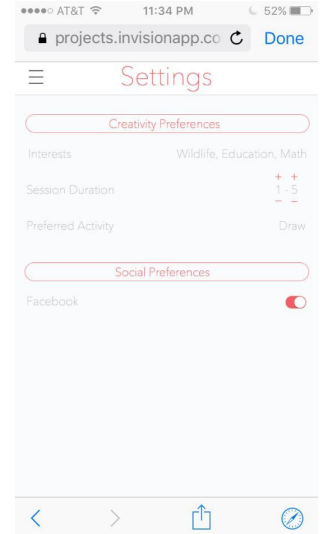 AT&T 11:34 PM 52%
projects.invisionapp.co Done
Settings
Creativity Preferences
Interests Wildlife, Education, Math
+ +
Session Duration 1 - 5
– –
Preferred Activity Draw
Social Preferences
Facebook